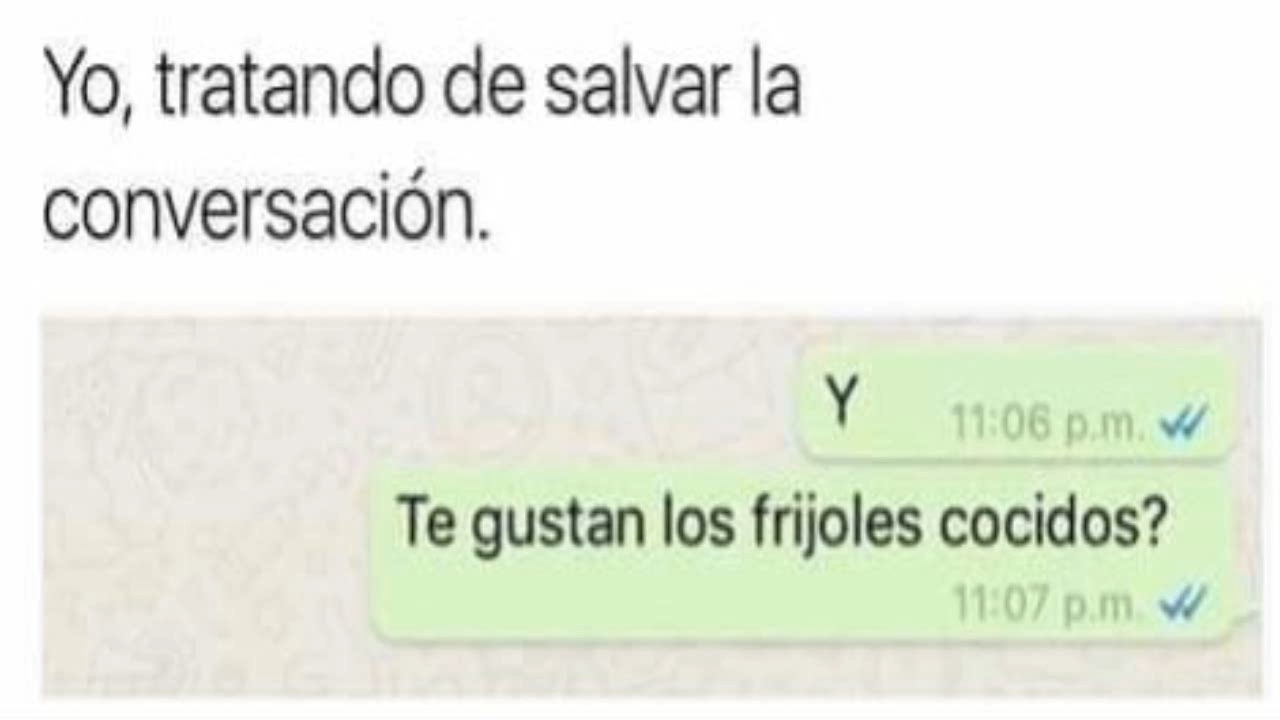 Yo, tratando de salvar la
conversación.
Y
11:06 p.m.
Te gustan los frijoles cocidos?
11:07 p.m.